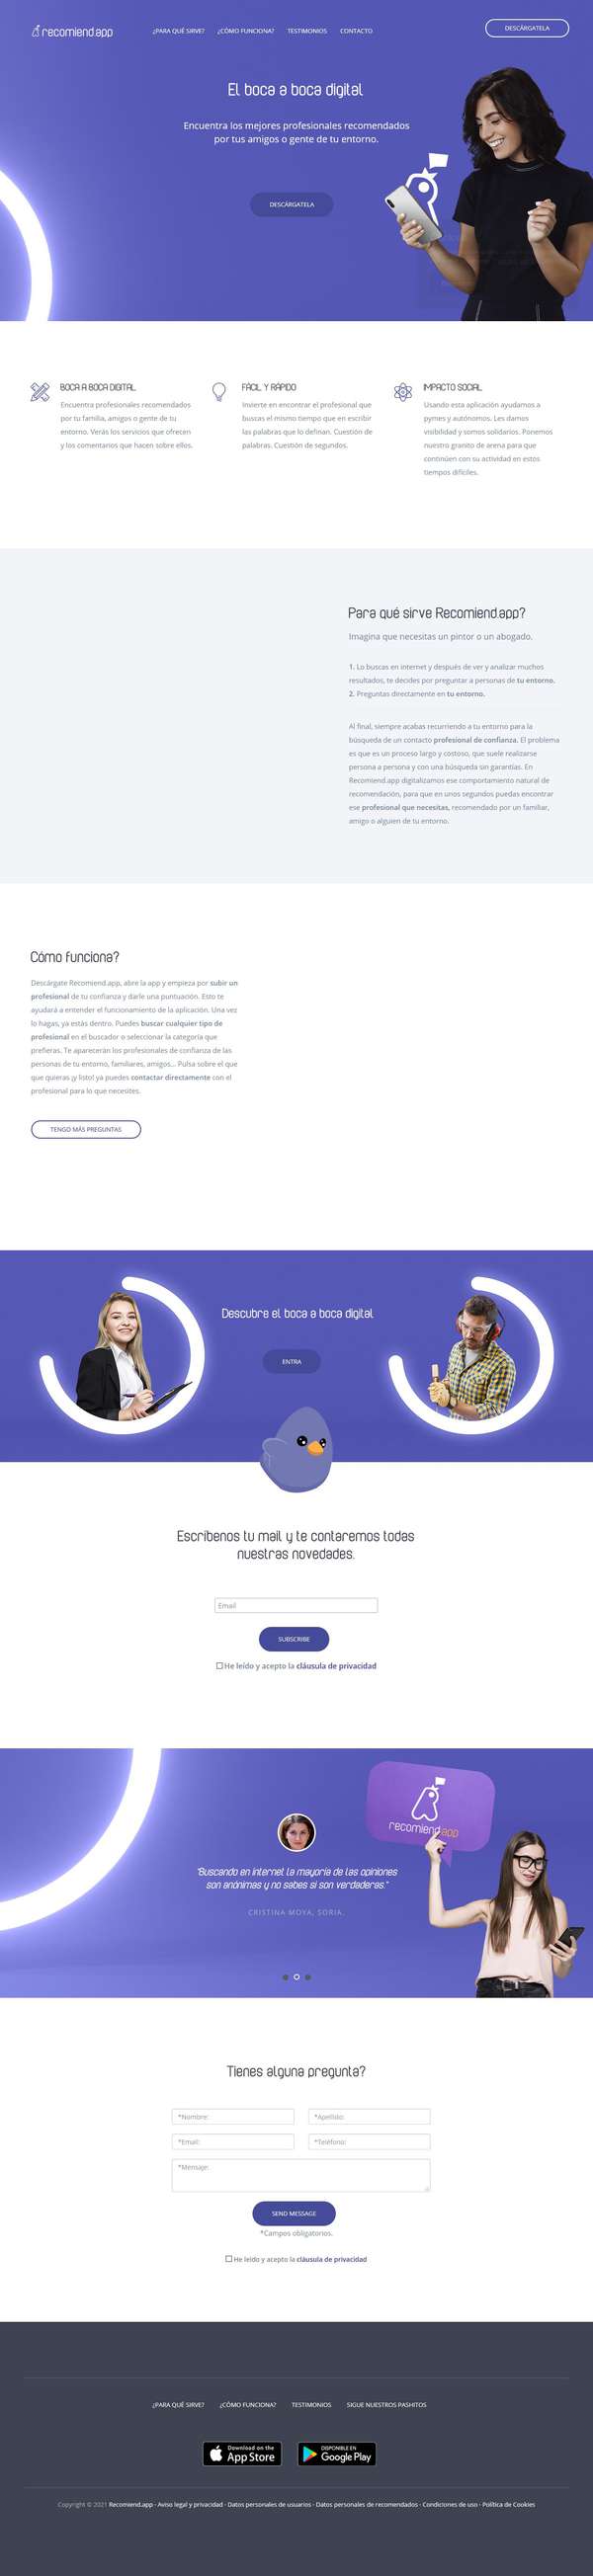 recomiend.app
¿PARA QUÉ SIRVE? ¿CÓMO FUNCIONA? TESTIMONIOS CONTACTO
DESCÁRGATELA
El boca a boca digital
Encuentra los mejores profesionales recomendados
por tus amigos o gente de tu entorno.
DESCÁRGATELA
BOCA A BOCA DIGITAL
Encuentra profesionales recomendados
por tu familia, amigos o gente de tu
entorno. Verás los servicios que ofrecen
y los comentarios que hacen sobre ellos.
FÁCIL Y RÁPIDO
Invierte en encontrar el profesional que
buscas el mismo tiempo que en escribir
las palabras que lo definan. Cuestión de
palabras. Cuestión de segundos.
IMPACTO SOCIAL
Usando esta aplicación ayudamos a
pymes y autónomos. Les damos
visibilidad y somos solidarios. Ponemos
nuestro granito de arena para que
continúen con su actividad en estos
tiempos difíciles.
Para qué sirve Recomiend.app?
Imagina que necesitas un pintor o un abogado.
1. Lo buscas en internet y después de ver y analizar muchos
resultados, te decides por preguntar a personas de tu entorno.
2. Preguntas directamente en tu entorno.
Al final, siempre acabas recurriendo a tu entorno para la
búsqueda de un contacto profesional de confianza. El problema
es que es un proceso largo y costoso, que suele realizarse
persona a persona y con una búsqueda sin garantías. En
Recomiend.app digitalizamos ese comportamiento natural de
recomendación, para que en unos segundos puedas encontrar
ese profesional que necesitas, recomendado por un familiar,
amigo o alguien de tu entorno.
Cómo funciona?
Descárgate Recomiend.app, abre la app y empieza por subir un
profesional de tu confianza y darle una puntuación. Esto te
ayudará a entender el funcionamiento de la aplicación. Una vez
lo hagas, ya estás dentro. Puedes buscar cualquier tipo de
profesional en el buscador o seleccionar la categoría que
prefieras. Te aparecerán los profesionales de confianza de las
personas de tu entorno, familiares, amigos... Pulsa sobre el que
que quieras ¡y listo! ya puedes contactar directamente con el
profesional para lo que necesites.
TENGO MÁS PREGUNTAS
Descubre el boca a boca digital
ENTRA
Escríbenos tu mail y te contaremos todas
nuestras novedades.
Email
SUBSCRIBE
He leído y acepto la cláusula de privacidad
recomiend.app
"Buscando en internet la mayoría de las opiniones
son anónimas y no sabes si son verdaderas."
CRISTINA MOYA, SORIA.
Tienes alguna pregunta?
*Nombre: *Apellido:
*Email: *Teléfono:
*Mensaje:
SEND MESSAGE
*Campos obligatorios.
He leído y acepto la cláusula de privacidad
¿PARA QUÉ SIRVE? ¿CÓMO FUNCIONA? TESTIMONIOS SIGUE NUESTROS PASHITOS
Download on the
App Store
DISPONIBLE EN
Google Play
Copyright © 2021 Recomiend.app - Aviso legal y privacidad - Datos personales de usuarios - Datos personales de recomendados - Condiciones de uso - Política de Cookies